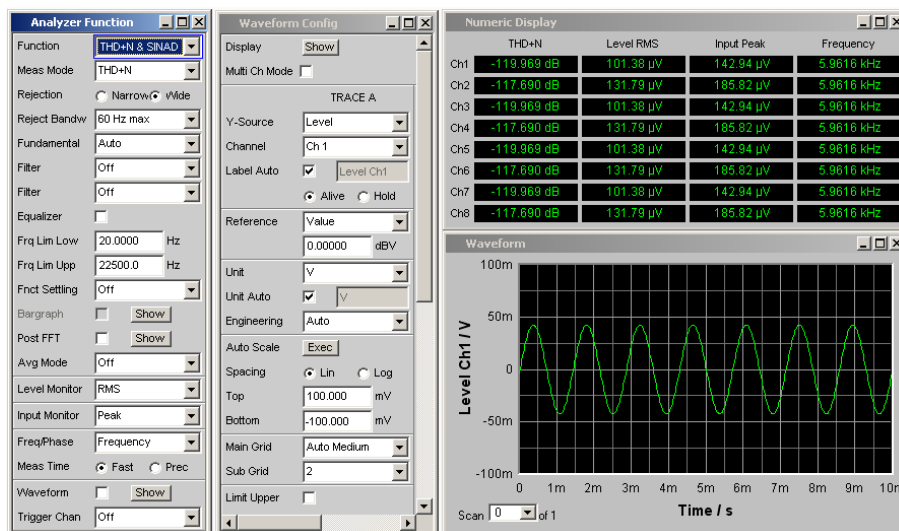 Analyzer Function
Function THD+N & SINAD
Meas Mode THD+N
Rejection Narrow Wide
Reject Bandw 60 Hz max
Fundamental Auto
Filter Off
Filter Off
Equalizer
Frq Lim Low 20.0000 Hz
Frq Lim Upp 22500.0 Hz
Fnct Settling Off
Bargraph Show
Post FFT Show
Avg Mode Off
Level Monitor RMS
Input Monitor Peak
Freq/Phase Frequency
Meas Time Fast Prec
Waveform Show
Trigger Chan Off
Waveform Config
Display Show
Multi Ch Mode
TRACE A
Y-Source Level
Channel Ch 1
Label Auto Level Ch1
Alive Hold
Reference Value
0.00000 dBV
Unit V
Unit Auto V
Engineering Auto
Auto Scale Exec
Spacing Lin Log
Top 100.000 mV
Bottom -100.000 mV
Main Grid Auto Medium
Sub Grid 2
Limit Upper
Numeric Display
THD+N Level RMS Input Peak Frequency
Ch1 -119.969 dB 101.38 µV 142.94 µV 5.9616 kHz
Ch2 -117.690 dB 131.79 µV 185.82 µV 5.9616 kHz
Ch3 -119.969 dB 101.38 µV 142.94 µV 5.9616 kHz
Ch4 -117.690 dB 131.79 µV 185.82 µV 5.9616 kHz
Ch5 -119.969 dB 101.38 µV 142.94 µV 5.9616 kHz
Ch6 -117.690 dB 131.79 µV 185.82 µV 5.9616 kHz
Ch7 -119.969 dB 101.38 µV 142.94 µV 5.9616 kHz
Ch8 -117.690 dB 131.79 µV 185.82 µV 5.9616 kHz
Waveform
Level Ch1 / V
100m
50m
0
-50m
-100m
0 1m 2m 3m 4m 5m 6m 7m 8m 9m 10m
Scan 0 of 1 Time / s